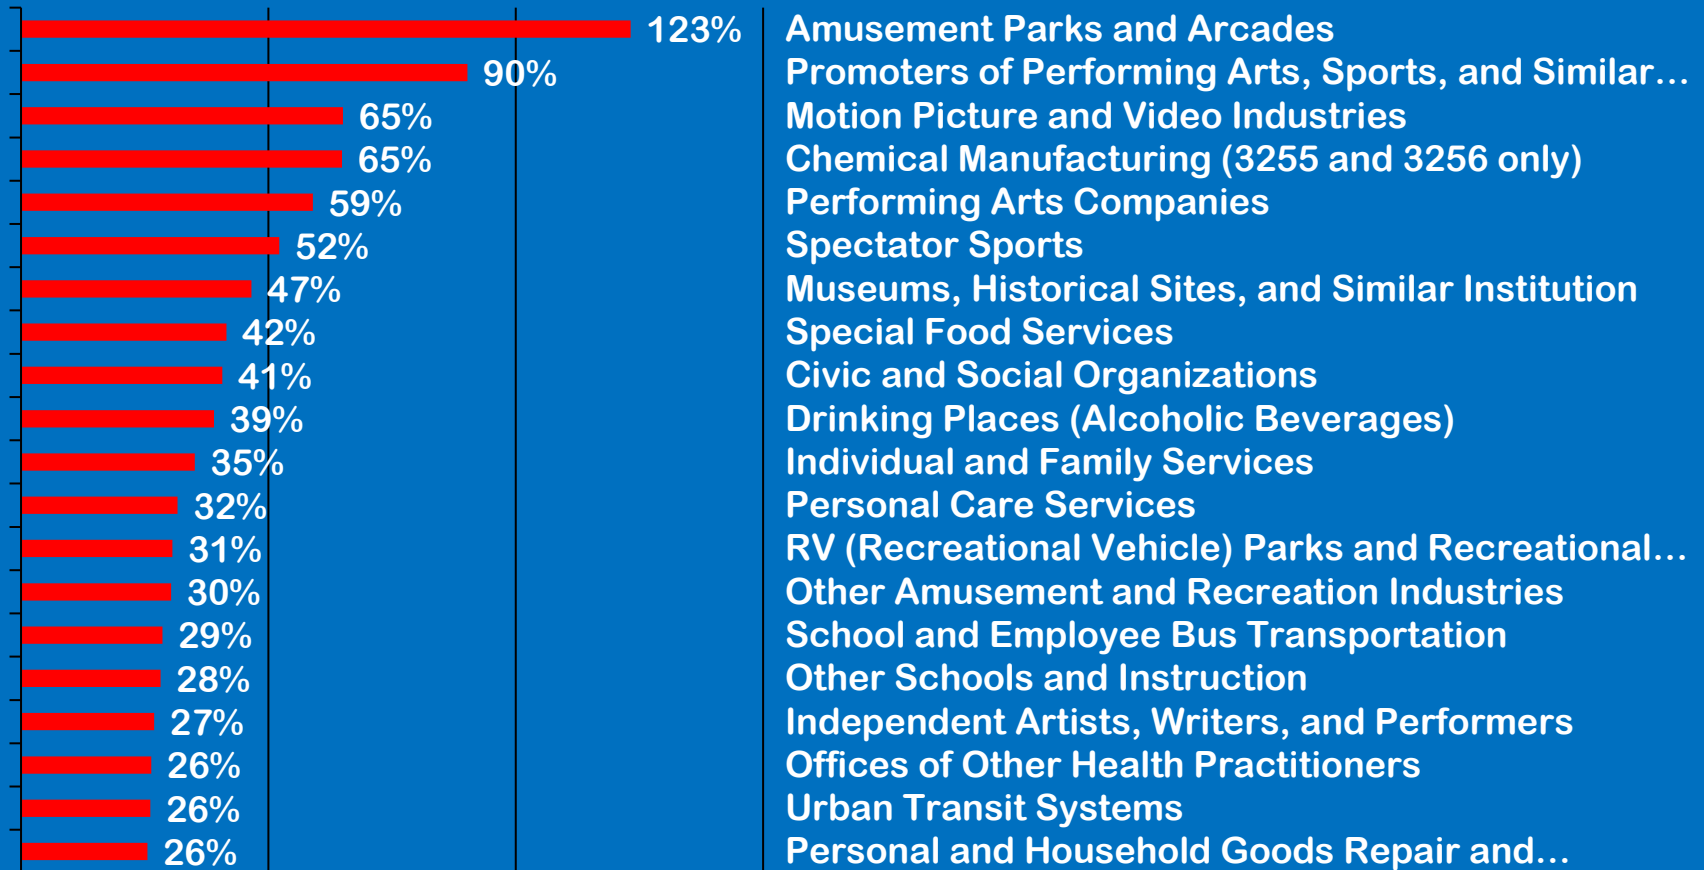 123% Amusement Parks and Arcades
90% Promoters of Performing Arts, Sports, and Similar...
65% Motion Picture and Video Industries
65% Chemical Manufacturing (3255 and 3256 only)
59% Performing Arts Companies
52% Spectator Sports
47% Museums, Historical Sites, and Similar Institution
42% Special Food Services
41% Civic and Social Organizations
39% Drinking Places (Alcoholic Beverages)
35% Individual and Family Services
32% Personal Care Services
31% RV (Recreational Vehicle) Parks and Recreational...
30% Other Amusement and Recreation Industries
29% School and Employee Bus Transportation
28% Other Schools and Instruction
27% Independent Artists, Writers, and Performers
26% Offices of Other Health Practitioners
26% Urban Transit Systems
26% Personal and Household Goods Repair and...